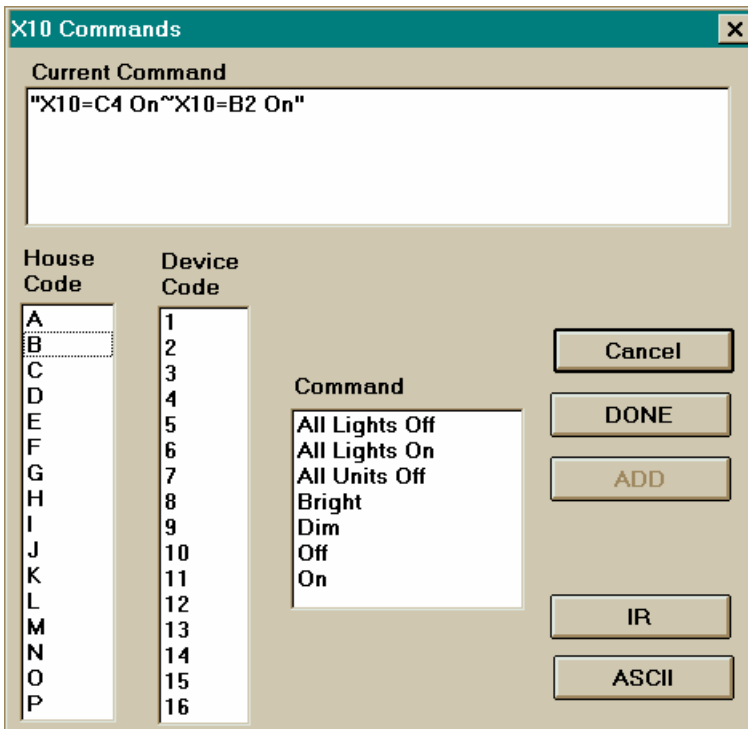 X10 Commands
Current Command
"X10=C4 On~X10=B2 On"
House
Code
A
B
C
D
E
F
G
H
I
J
K
L
M
N
O
P
Device
Code
1
2
3
4
5
6
7
8
9
10
11
12
13
14
15
16
Command
All Lights Off
All Lights On
All Units Off
Bright
Dim
Off
On
Cancel
DONE
ADD
IR
ASCII